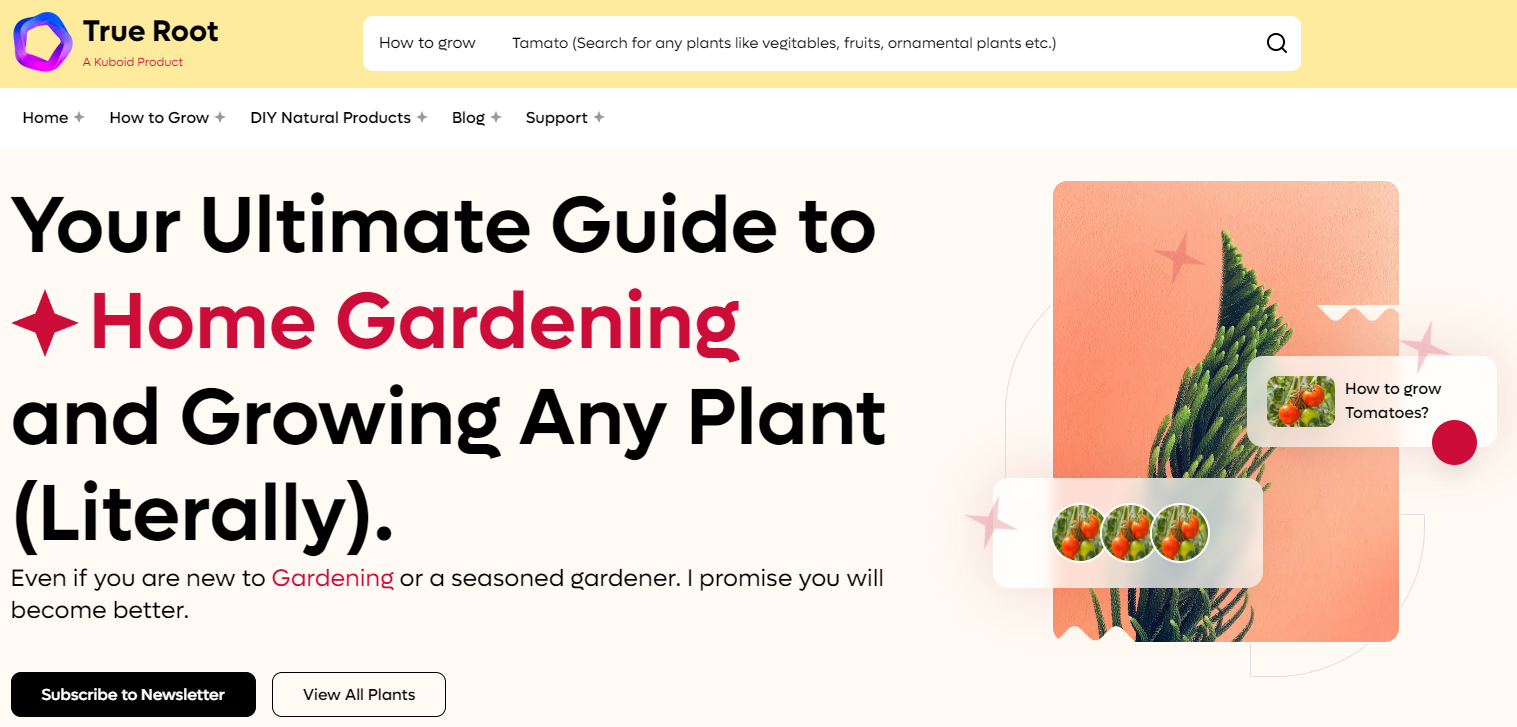 True Root
A Kuboid Product
How to grow Tamato (Search for any plants like vegitables, fruits, ornamental plants etc.)
Home How to Grow DIY Natural Products Blog Support
Your Ultimate Guide to
Home Gardening
and Growing Any Plant
(Literally).
Even if you are new to Gardening or a seasoned gardener. I promise you will
become better.
Subscribe to Newsletter View All Plants
How to grow
Tomatoes?